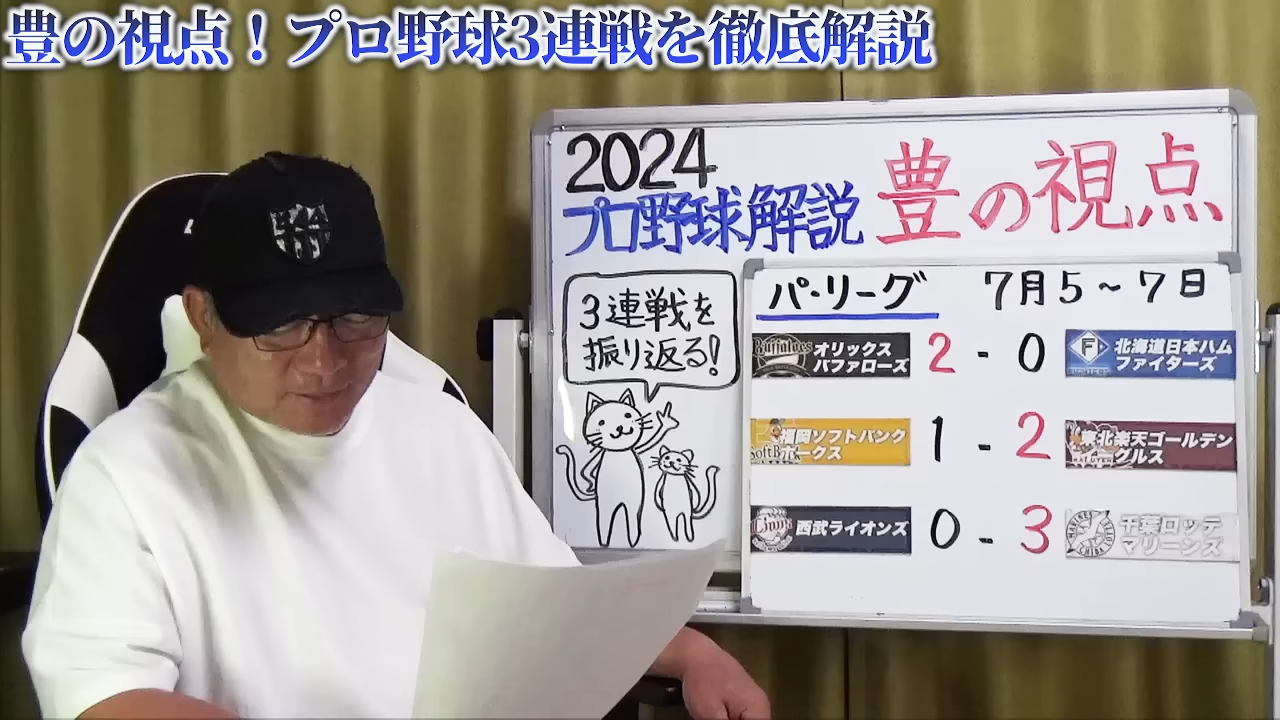 豊の視点！プロ野球3連戦を徹底解説
2024
プロ野球解説 豊の視点
3連戦を
振り返る！
パ・リーグ 7月5～7日
Buffaloes
オリックス
バファローズ
2 - 0
F
北海道日本ハム
ファイターズ
福岡ソフトバンク
ホークス
1 - 2
東北楽天ゴールデン
イーグルス
Lions
西武ライオンズ
0 - 3
千葉ロッテ
マリーンズ